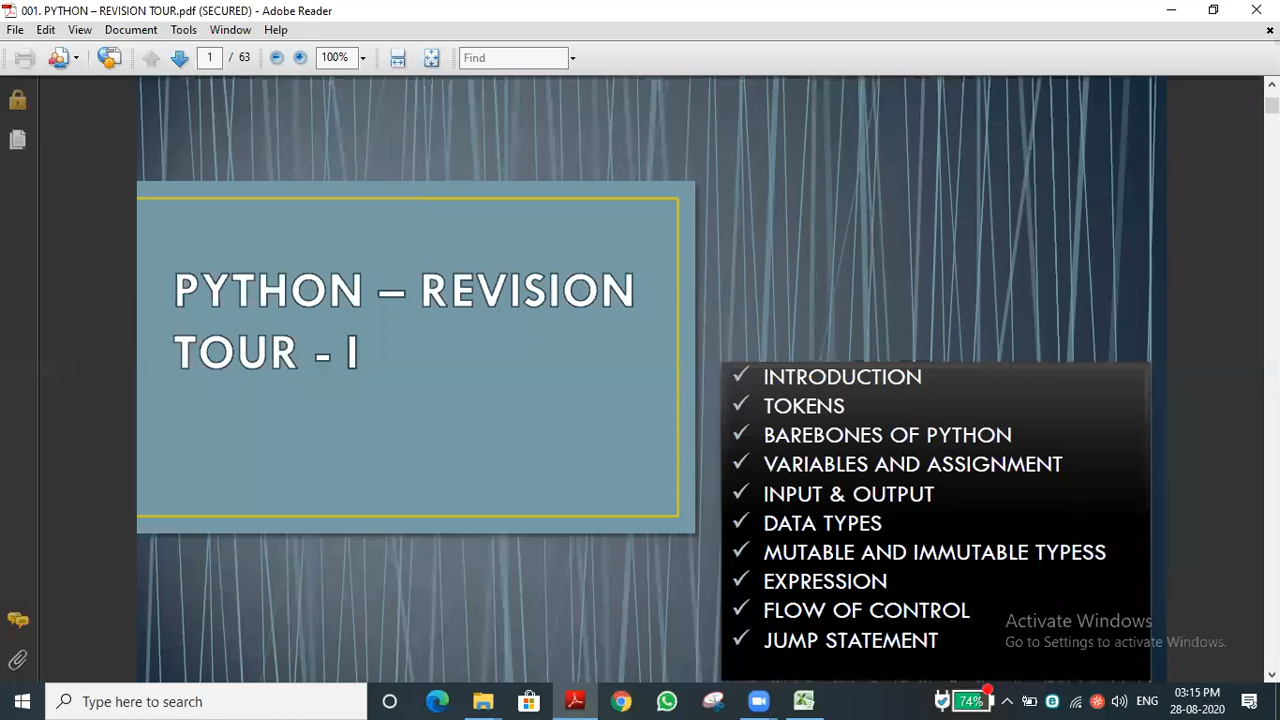 001. PYTHON – REVISION TOUR.pdf (SECURED) - Adobe Reader
File Edit View Document Tools Window Help
1 / 63 100% Find
PYTHON – REVISION
TOUR - I
✓ INTRODUCTION
✓ TOKENS
✓ BAREBONES OF PYTHON
✓ VARIABLES AND ASSIGNMENT
✓ INPUT & OUTPUT
✓ DATA TYPES
✓ MUTABLE AND IMMUTABLE TYPESS
✓ EXPRESSION
✓ FLOW OF CONTROL
✓ JUMP STATEMENT
Activate Windows
Go to Settings to activate Windows.
Type here to search
74%
ENG
03:15 PM
28-08-2020